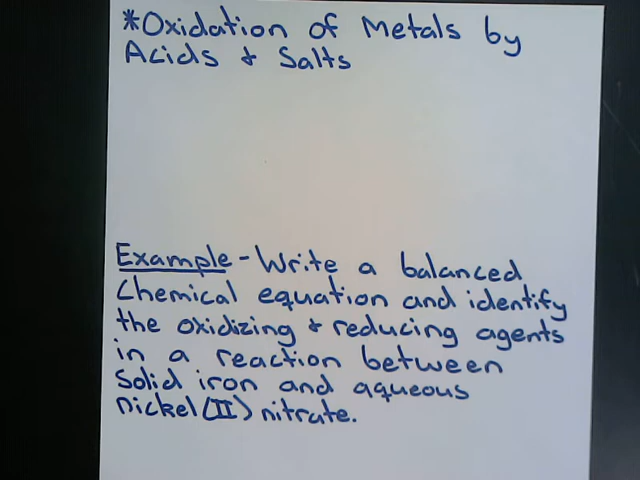 *Oxidation of Metals by
Acids & Salts
Example - Write a balanced
Chemical equation and identify
the oxidizing & reducing agents
in a reaction between
Solid iron and aqueous
nickel(II) nitrate.